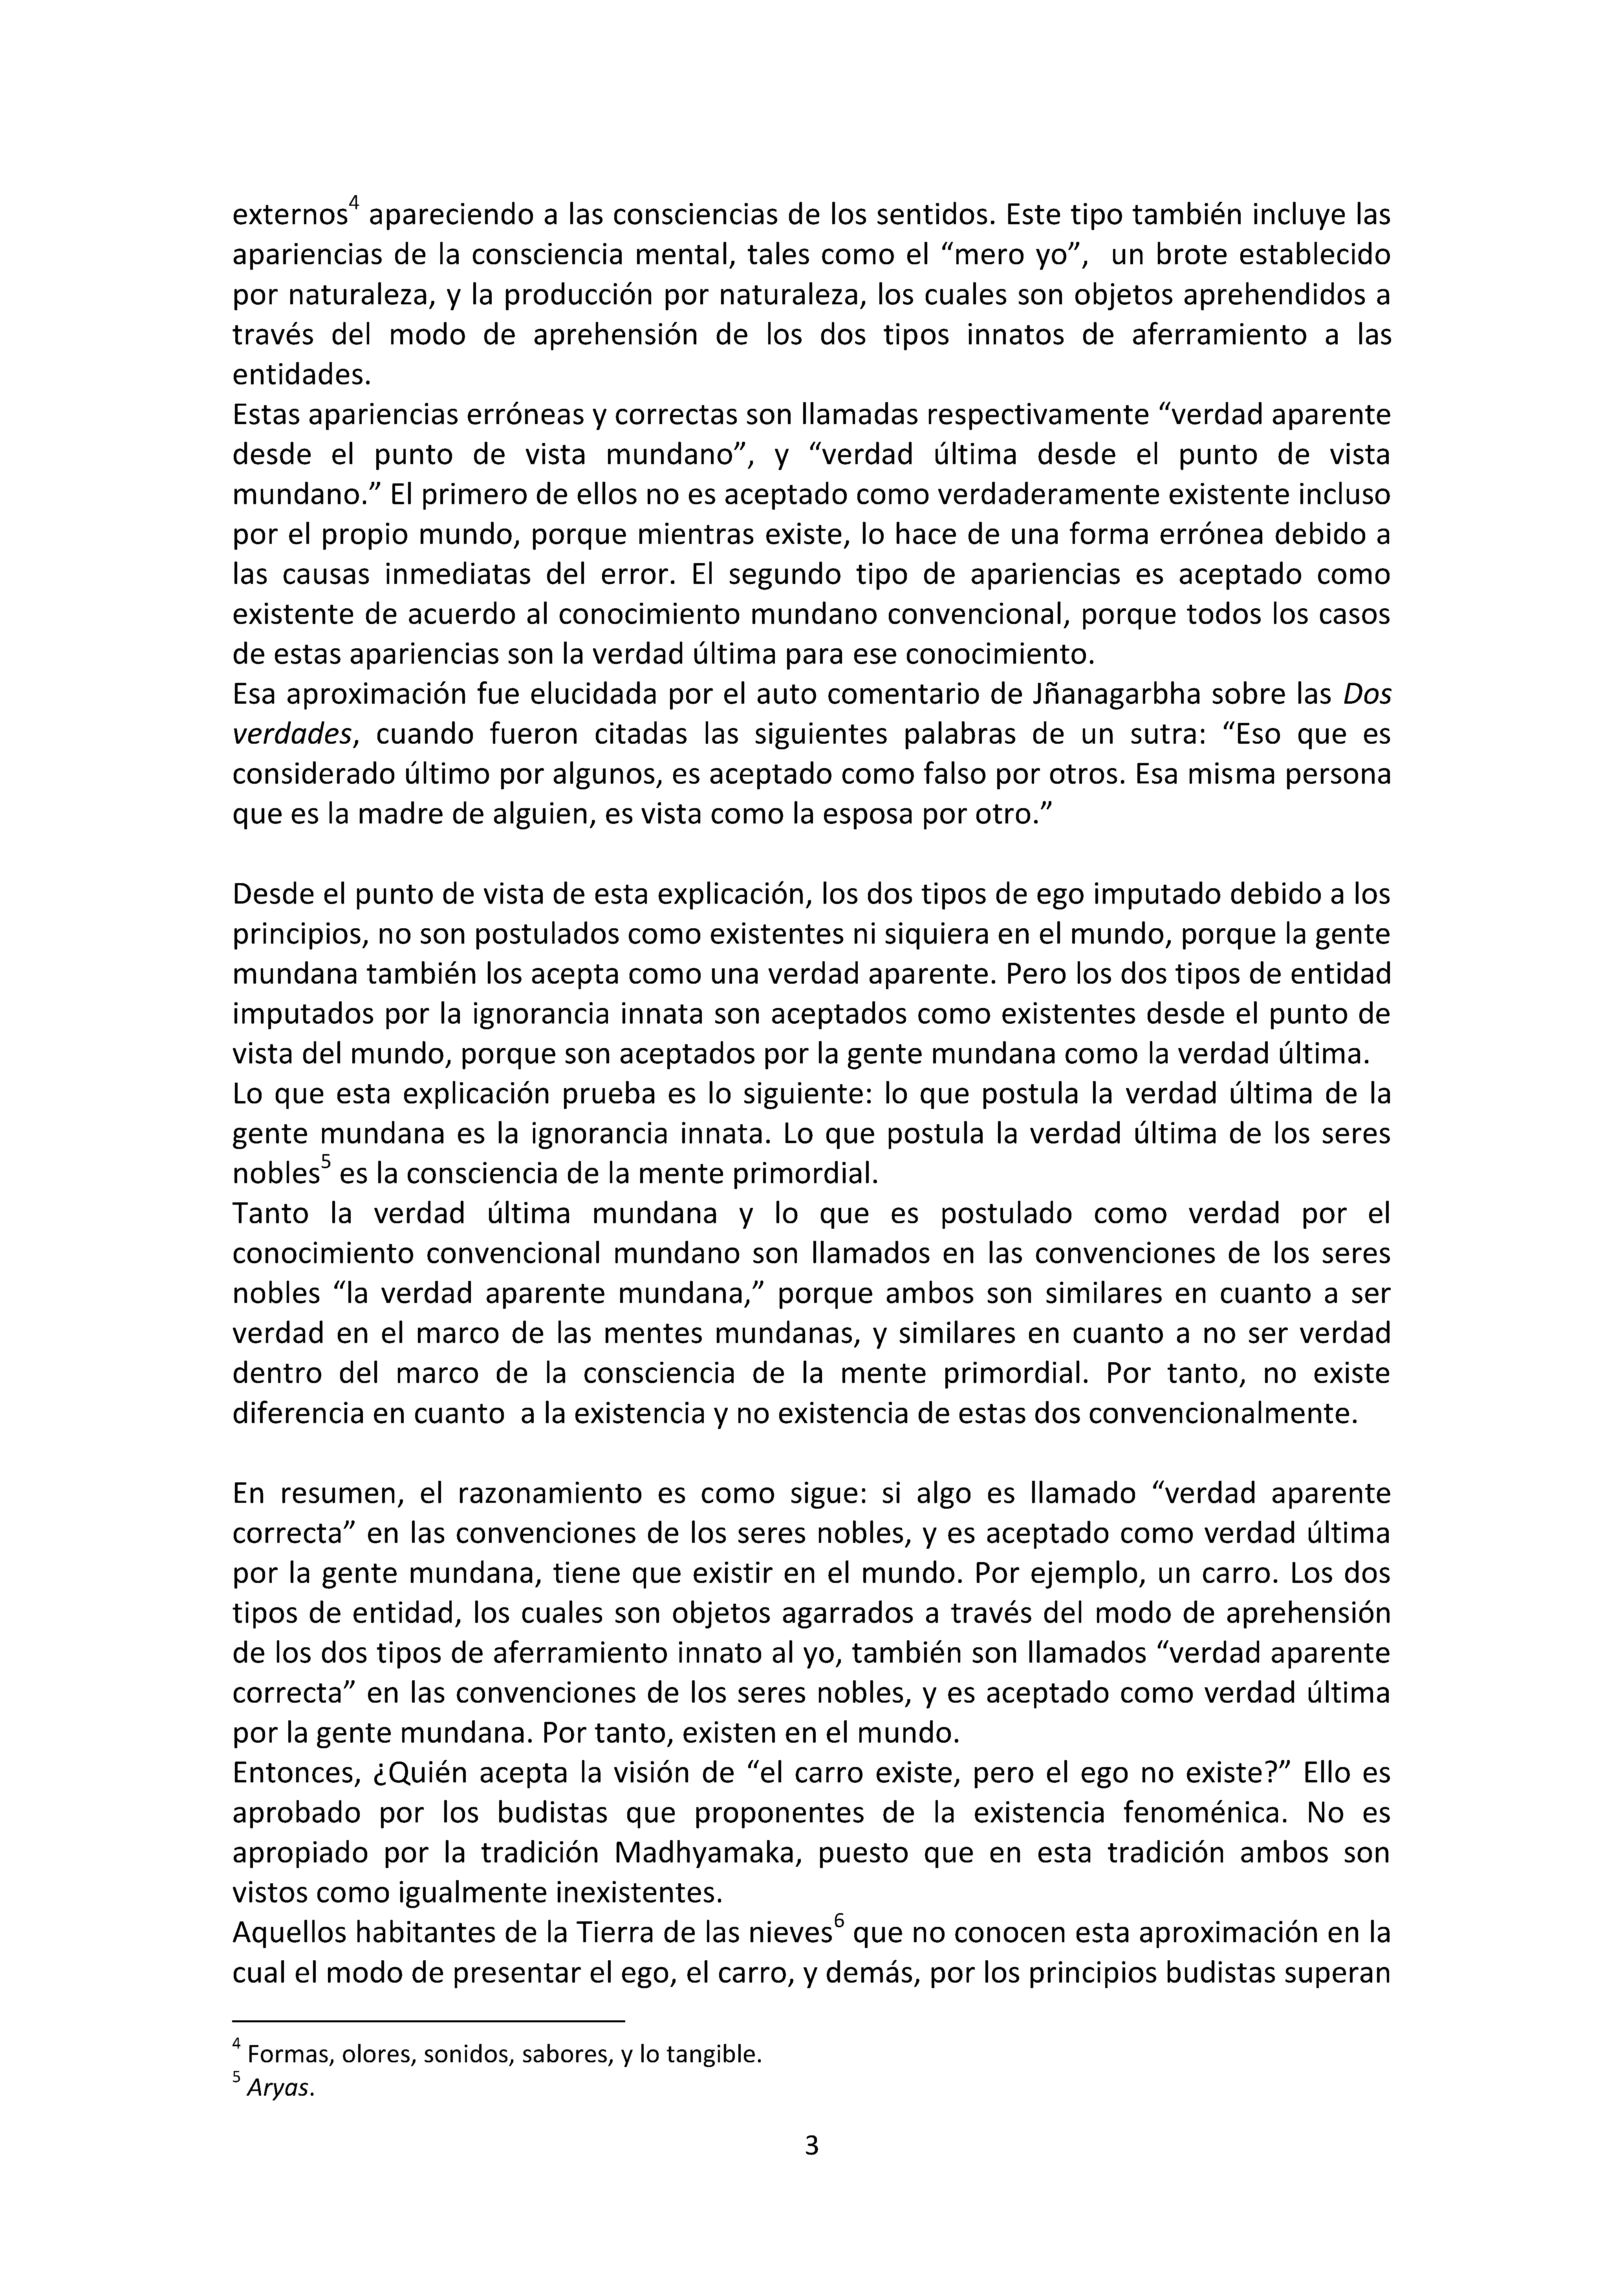 externos⁴ apareciendo a las consciencias de los sentidos. Este tipo también incluye las
apariencias de la consciencia mental, tales como el “mero yo”,  un brote establecido
por naturaleza, y la producción por naturaleza, los cuales son objetos aprehendidos a
través del modo de aprehensión de los dos tipos innatos de aferramiento a las
entidades.
Estas apariencias erróneas y correctas son llamadas respectivamente “verdad aparente
desde el punto de vista mundano”, y “verdad última desde el punto de vista
mundano.” El primero de ellos no es aceptado como verdaderamente existente incluso
por el propio mundo, porque mientras existe, lo hace de una forma errónea debido a
las causas inmediatas del error. El segundo tipo de apariencias es aceptado como
existente de acuerdo al conocimiento mundano convencional, porque todos los casos
de estas apariencias son la verdad última para ese conocimiento.
Esa aproximación fue elucidada por el auto comentario de Jñanagarbha sobre las Dos
verdades, cuando fueron citadas las siguientes palabras de un sutra: “Eso que es
considerado último por algunos, es aceptado como falso por otros. Esa misma persona
que es la madre de alguien, es vista como la esposa por otro.”
Desde el punto de vista de esta explicación, los dos tipos de ego imputado debido a los
principios, no son postulados como existentes ni siquiera en el mundo, porque la gente
mundana también los acepta como una verdad aparente. Pero los dos tipos de entidad
imputados por la ignorancia innata son aceptados como existentes desde el punto de
vista del mundo, porque son aceptados por la gente mundana como la verdad última.
Lo que esta explicación prueba es lo siguiente: lo que postula la verdad última de la
gente mundana es la ignorancia innata. Lo que postula la verdad última de los seres
nobles⁵ es la consciencia de la mente primordial.
Tanto la verdad última mundana y lo que es postulado como verdad por el
conocimiento convencional mundano son llamados en las convenciones de los seres
nobles “la verdad aparente mundana,” porque ambos son similares en cuanto a ser
verdad en el marco de las mentes mundanas, y similares en cuanto a no ser verdad
dentro del marco de la consciencia de la mente primordial. Por tanto, no existe
diferencia en cuanto  a la existencia y no existencia de estas dos convencionalmente.
En resumen, el razonamiento es como sigue: si algo es llamado “verdad aparente
correcta” en las convenciones de los seres nobles, y es aceptado como verdad última
por la gente mundana, tiene que existir en el mundo. Por ejemplo, un carro. Los dos
tipos de entidad, los cuales son objetos agarrados a través del modo de aprehensión
de los dos tipos de aferramiento innato al yo, también son llamados “verdad aparente
correcta” en las convenciones de los seres nobles, y es aceptado como verdad última
por la gente mundana. Por tanto, existen en el mundo.
Entonces, ¿Quién acepta la visión de “el carro existe, pero el ego no existe?” Ello es
aprobado por los budistas que proponentes de la existencia fenoménica. No es
apropiado por la tradición Madhyamaka, puesto que en esta tradición ambos son
vistos como igualmente inexistentes.
Aquellos habitantes de la Tierra de las nieves⁶ que no conocen esta aproximación en la
cual el modo de presentar el ego, el carro, y demás, por los principios budistas superan
⁴ Formas, olores, sonidos, sabores, y lo tangible.
⁵ Aryas.
3